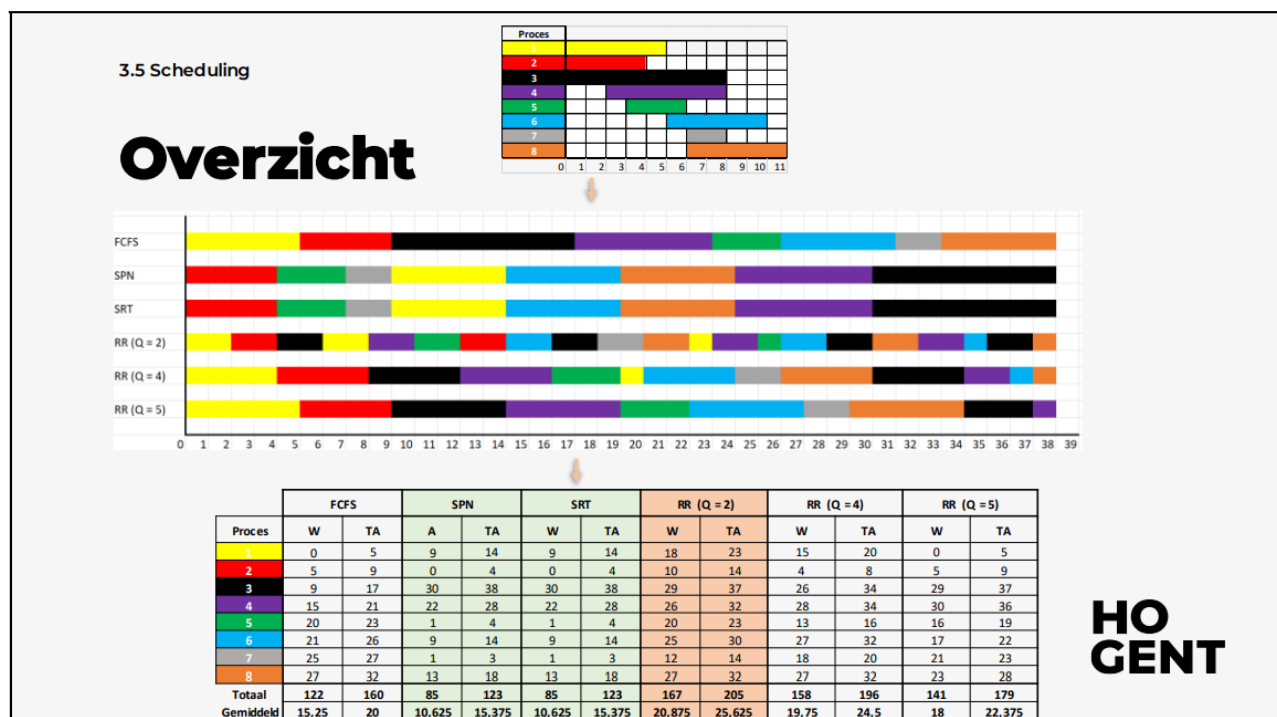 3.5 Scheduling
Overzicht
Proces
1
2
3
4
5
6
7
8
0 1 2 3 4 5 6 7 8 9 10 11
FCFS
SPN
SRT
RR (Q = 2)
RR (Q = 4)
RR (Q = 5)
0 1 2 3 4 5 6 7 8 9 10 11 12 13 14 15 16 17 18 19 20 21 22 23 24 25 26 27 28 29 30 31 32 33 34 35 36 37 38 39
FCFS SPN SRT RR (Q = 2) RR (Q = 4) RR (Q = 5)
Proces W TA A TA W TA W TA W TA W TA
1 0 5 9 14 9 14 18 23 15 20 0 5
2 5 9 0 4 0 4 10 14 4 8 5 9
3 9 17 30 38 30 38 29 37 26 34 29 37
4 15 21 22 28 22 28 26 32 28 34 30 36
5 20 23 1 4 1 4 20 23 13 16 16 19
6 21 26 9 14 9 14 25 30 27 32 17 22
7 25 27 1 3 1 3 12 14 18 20 21 23
8 27 32 13 18 13 18 27 32 27 32 23 28
Totaal 122 160 85 123 85 123 167 205 158 196 141 179
Gemiddeld 15,25 20 10,625 15,375 10,625 15,375 20,875 25,625 19,75 24,5 18 22,375
HO
GENT